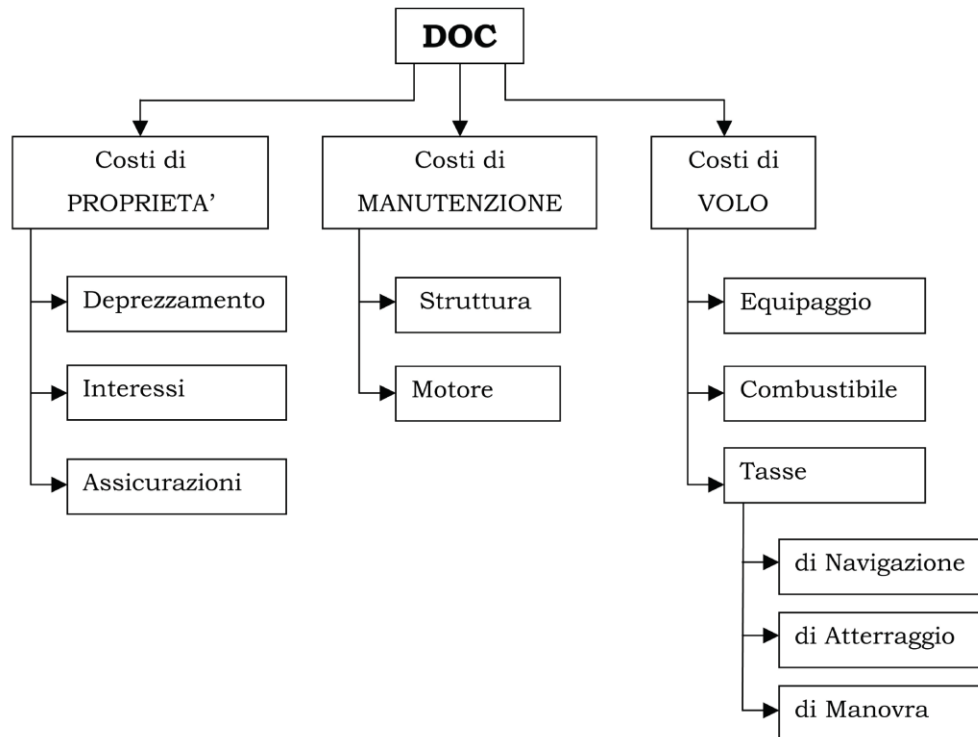 DOC
Costi di
PROPRIETA’
Costi di
MANUTENZIONE
Costi di
VOLO
Deprezzamento
Interessi
Assicurazioni
Struttura
Motore
Equipaggio
Combustibile
Tasse
di Navigazione
di Atterraggio
di Manovra